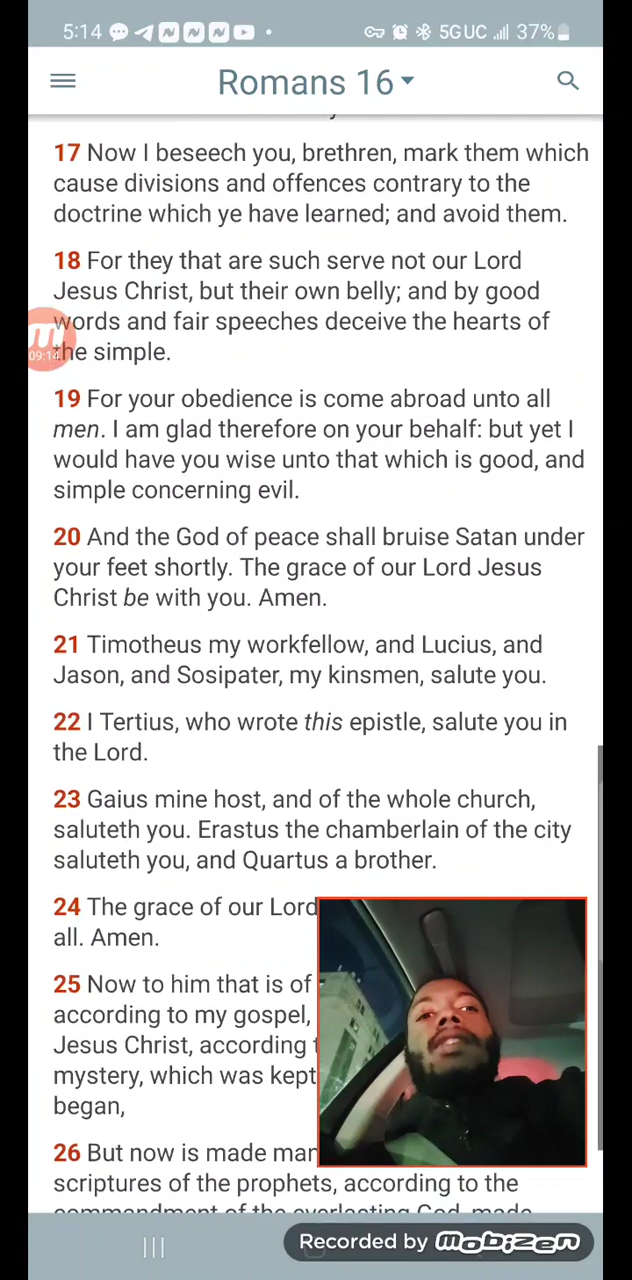 5:14 5G UC 37%
Romans 16
17 Now I beseech you, brethren, mark them which
cause divisions and offences contrary to the
doctrine which ye have learned; and avoid them.
18 For they that are such serve not our Lord
Jesus Christ, but their own belly; and by good
words and fair speeches deceive the hearts of
09:14
the simple.
19 For your obedience is come abroad unto all
men. I am glad therefore on your behalf: but yet I
would have you wise unto that which is good, and
simple concerning evil.
20 And the God of peace shall bruise Satan under
your feet shortly. The grace of our Lord Jesus
Christ be with you. Amen.
21 Timotheus my workfellow, and Lucius, and
Jason, and Sosipater, my kinsmen, salute you.
22 I Tertius, who wrote this epistle, salute you in
the Lord.
23 Gaius mine host, and of the whole church,
saluteth you. Erastus the chamberlain of the city
saluteth you, and Quartus a brother.
24 The grace of our Lord
all. Amen.
25 Now to him that is of
according to my gospel,
Jesus Christ, according
mystery, which was kept
began,
26 But now is made man
scriptures of the prophets, according to the
commandment of the everlasting God, made
Recorded by mobizen